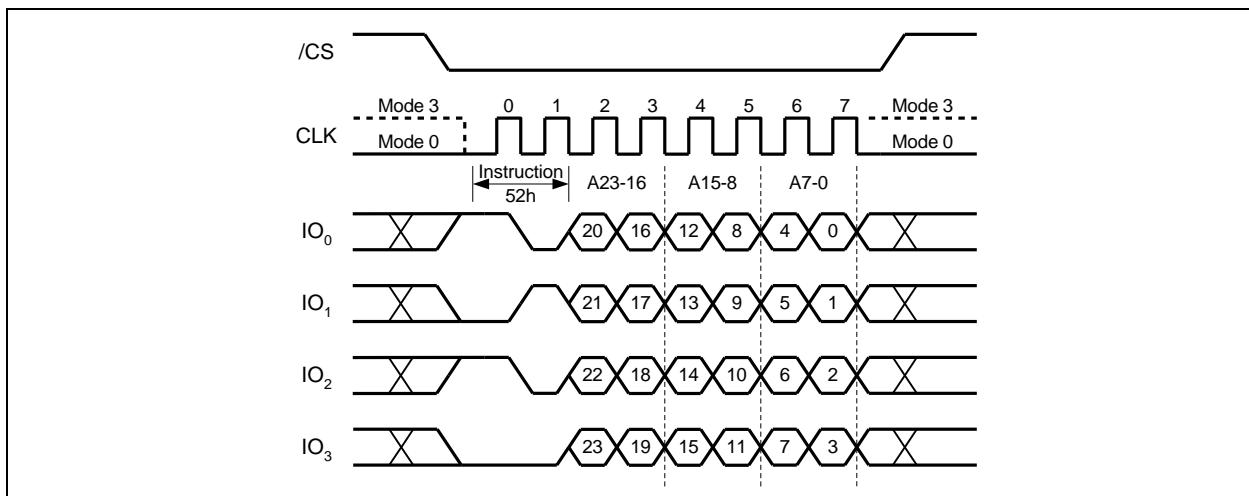 /CS
Mode 3 0 1 2 3 4 5 6 7 Mode 3
CLK
Mode 0 Mode 0
Instruction A23-16 A15-8 A7-0
52h
IO0 20 16 12 8 4 0
IO1 21 17 13 9 5 1
IO2 22 18 14 10 6 2
IO3 23 19 15 11 7 3